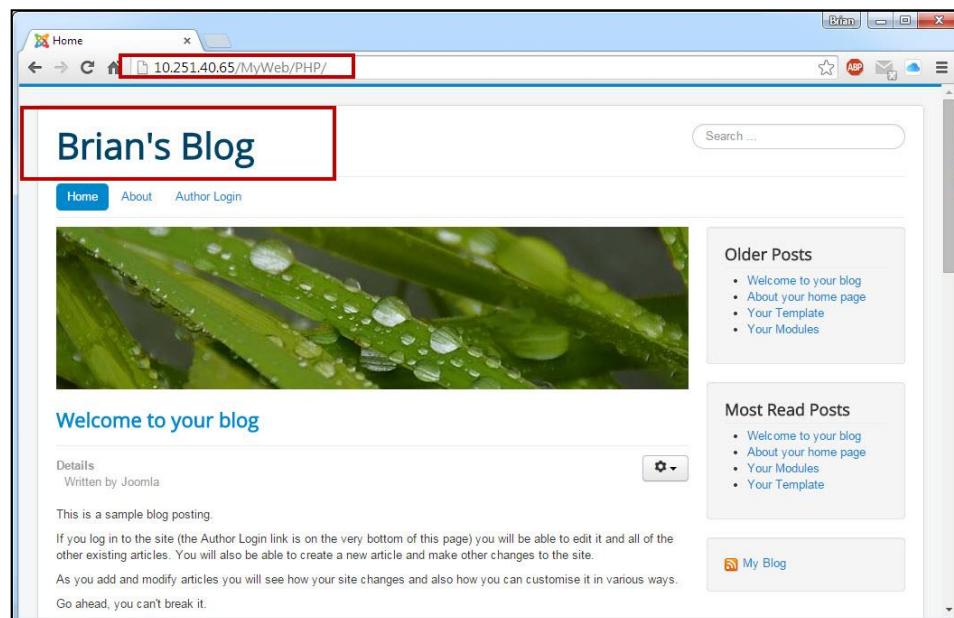 Brian
Home
10.251.40.65/MyWeb/PHP/
ABP
Brian's Blog
Search ...
Home About Author Login
Older Posts
Welcome to your blog
About your home page
Your Template
Your Modules
Welcome to your blog
Details
Written by Joomla
This is a sample blog posting.
If you log in to the site (the Author Login link is on the very bottom of this page) you will be able to edit it and all of the
other existing articles. You will also be able to create a new article and make other changes to the site.
As you add and modify articles you will see how your site changes and also how you can customise it in various ways.
Go ahead, you can't break it.
Most Read Posts
Welcome to your blog
About your home page
Your Modules
Your Template
My Blog